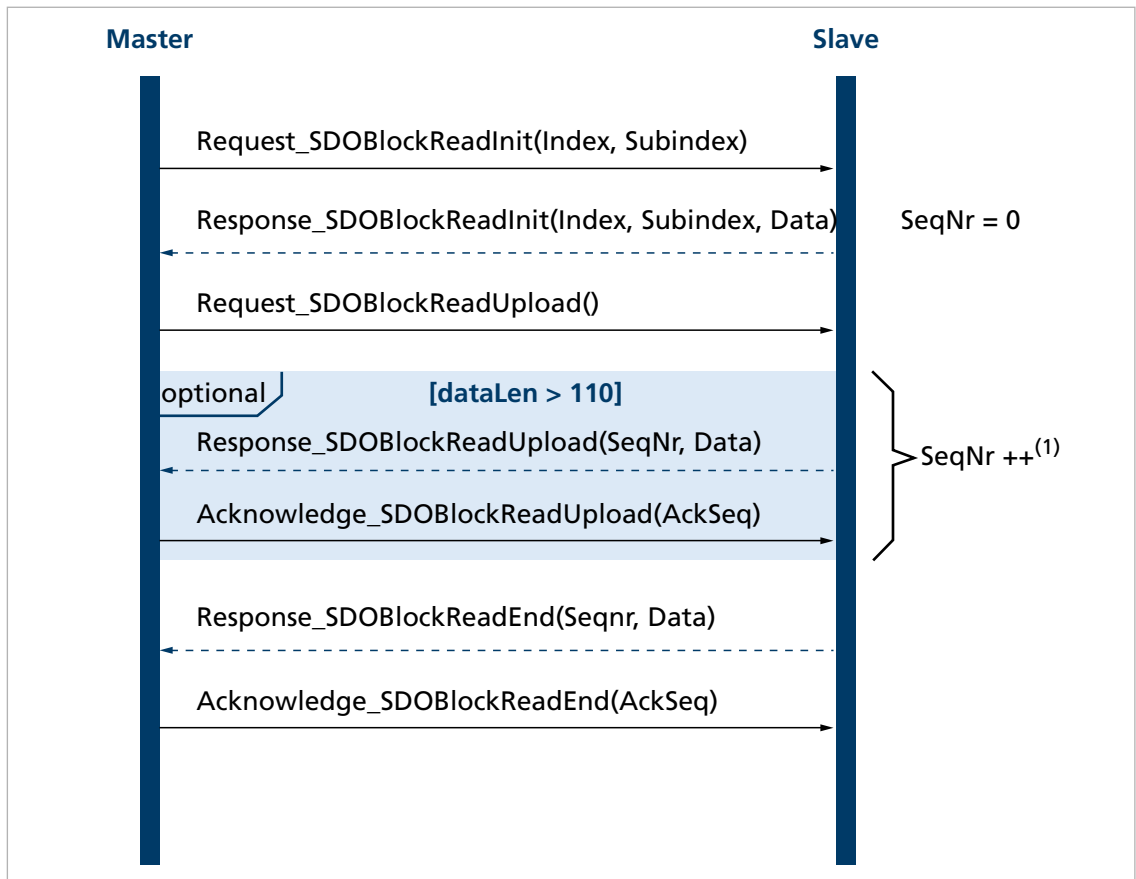 Master Slave
Request_SDOBlockReadInit(Index, Subindex)
Response_SDOBlockReadInit(Index, Subindex, Data) SeqNr = 0
Request_SDOBlockReadUpload()
optional [dataLen > 110]
Response_SDOBlockReadUpload(SeqNr, Data)
SeqNr ++(1)
Acknowledge_SDOBlockReadUpload(AckSeq)
Response_SDOBlockReadEnd(Seqnr, Data)
Acknowledge_SDOBlockReadEnd(AckSeq)